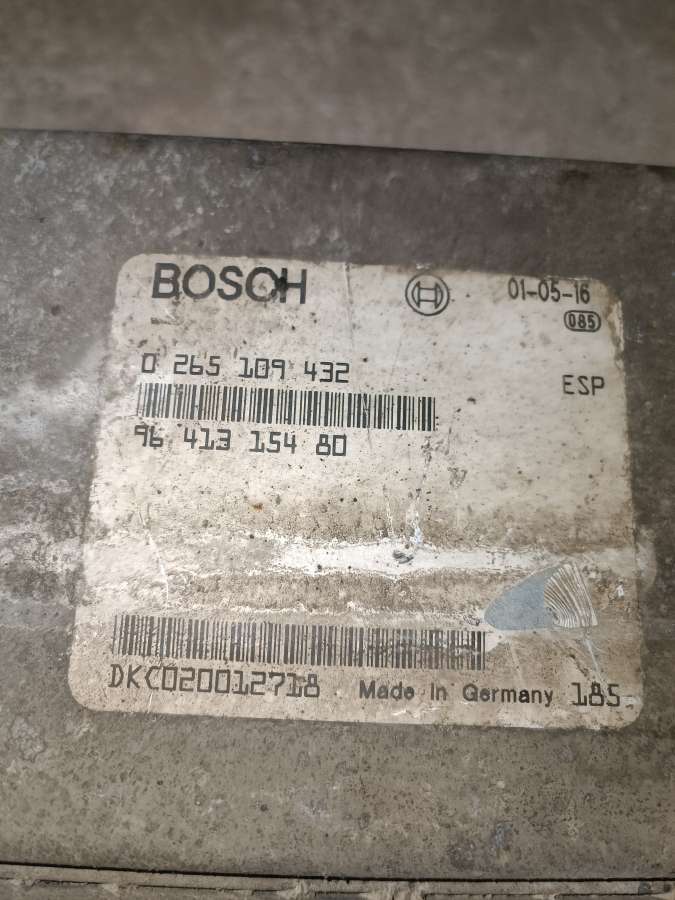 BOSCH 01-05-16
085
0 265 109 432
ESP
96 413 154 80
DKC020012718 Made in Germany 185